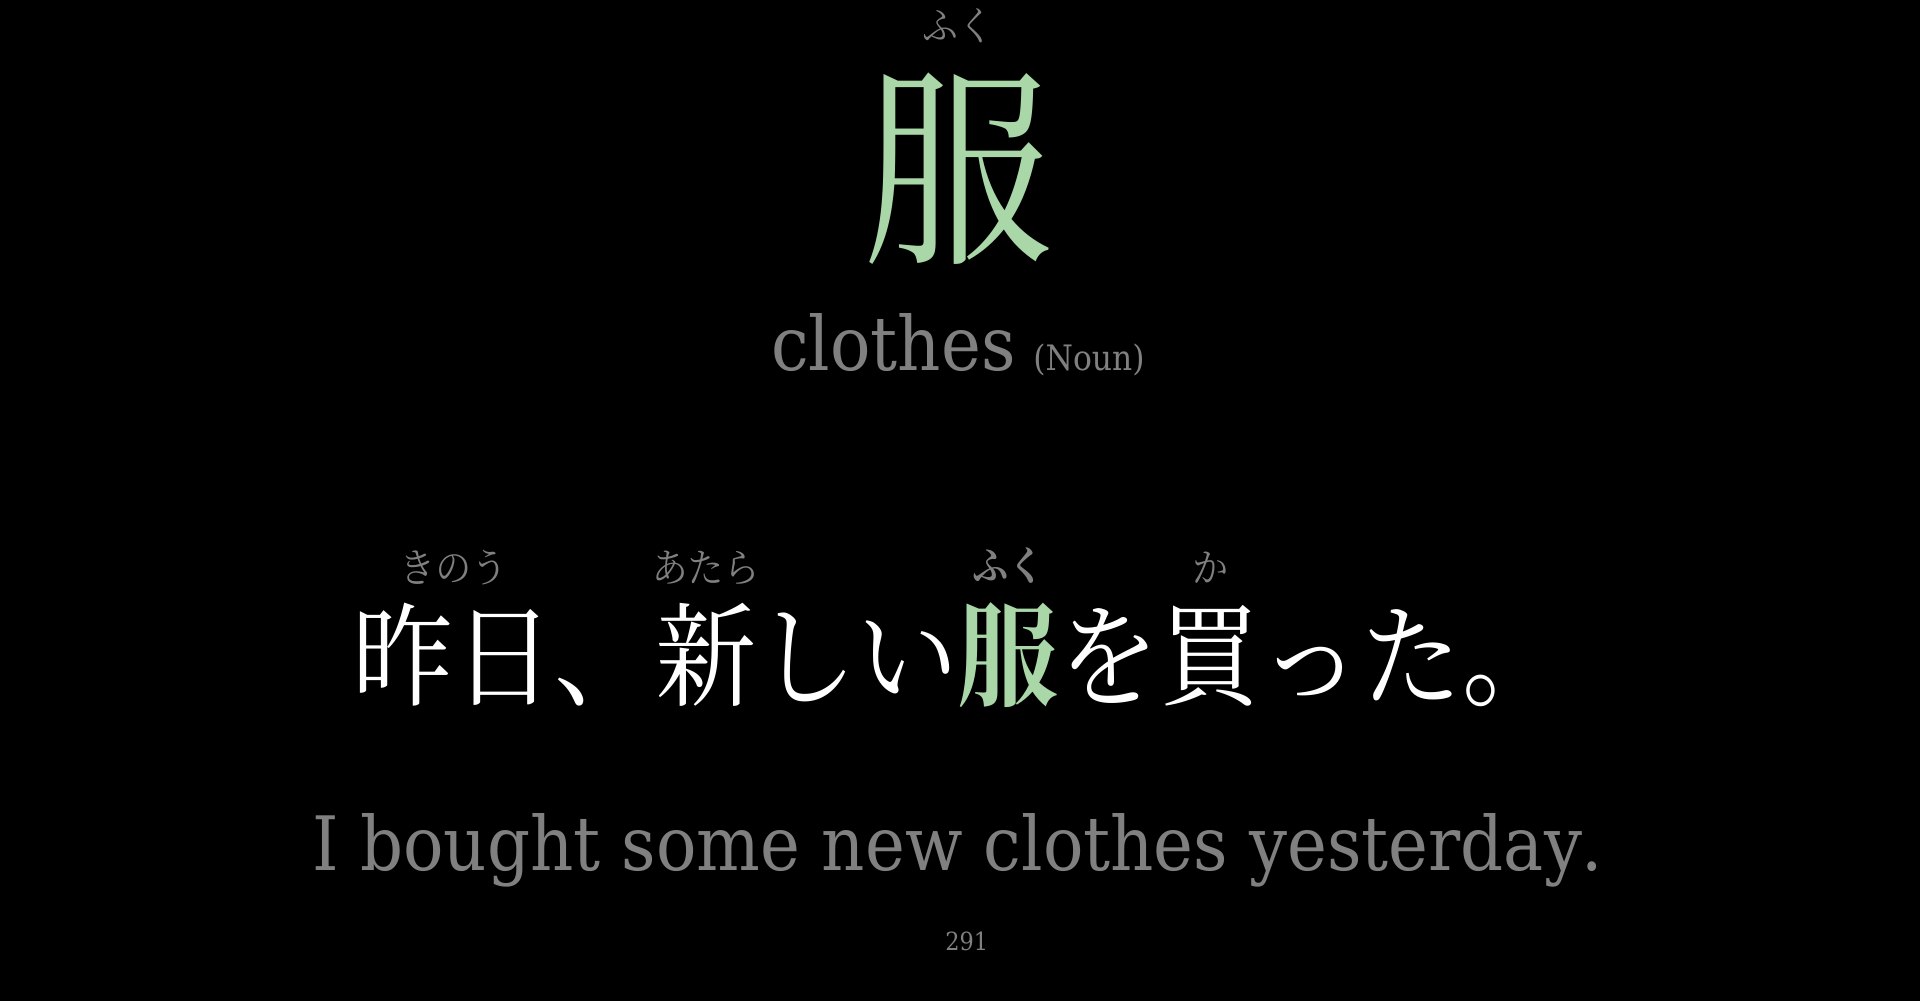 ふく
服
clothes (Noun)
きのう あたら ふく か
昨日、新しい服を買った。
I bought some new clothes yesterday.
291